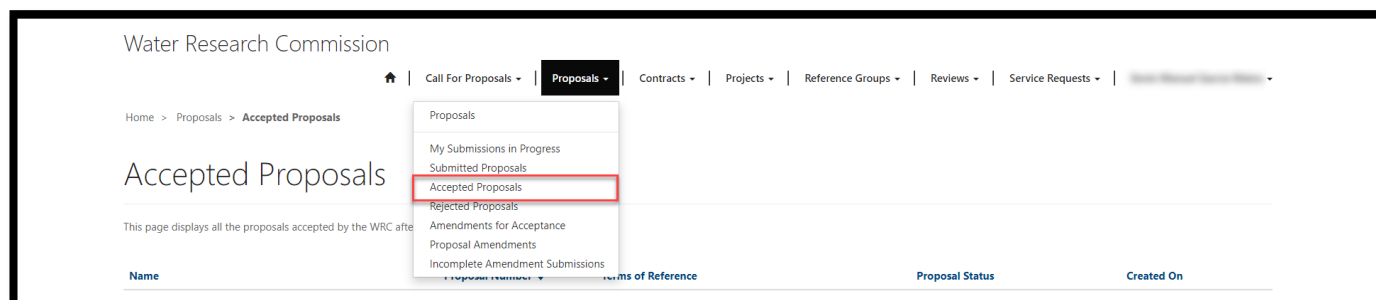 Water Research Commission
Call For Proposals Proposals Contracts Projects Reference Groups Reviews Service Requests
Home > Proposals > Accepted Proposals
Proposals
My Submissions in Progress
Submitted Proposals
Accepted Proposals
Accepted Proposals
Rejected Proposals
This page displays all the proposals accepted by the WRC afte
Amendments for Acceptance
Proposal Amendments
Incomplete Amendment Submissions
Name Proposal Number Terms of Reference Proposal Status Created On